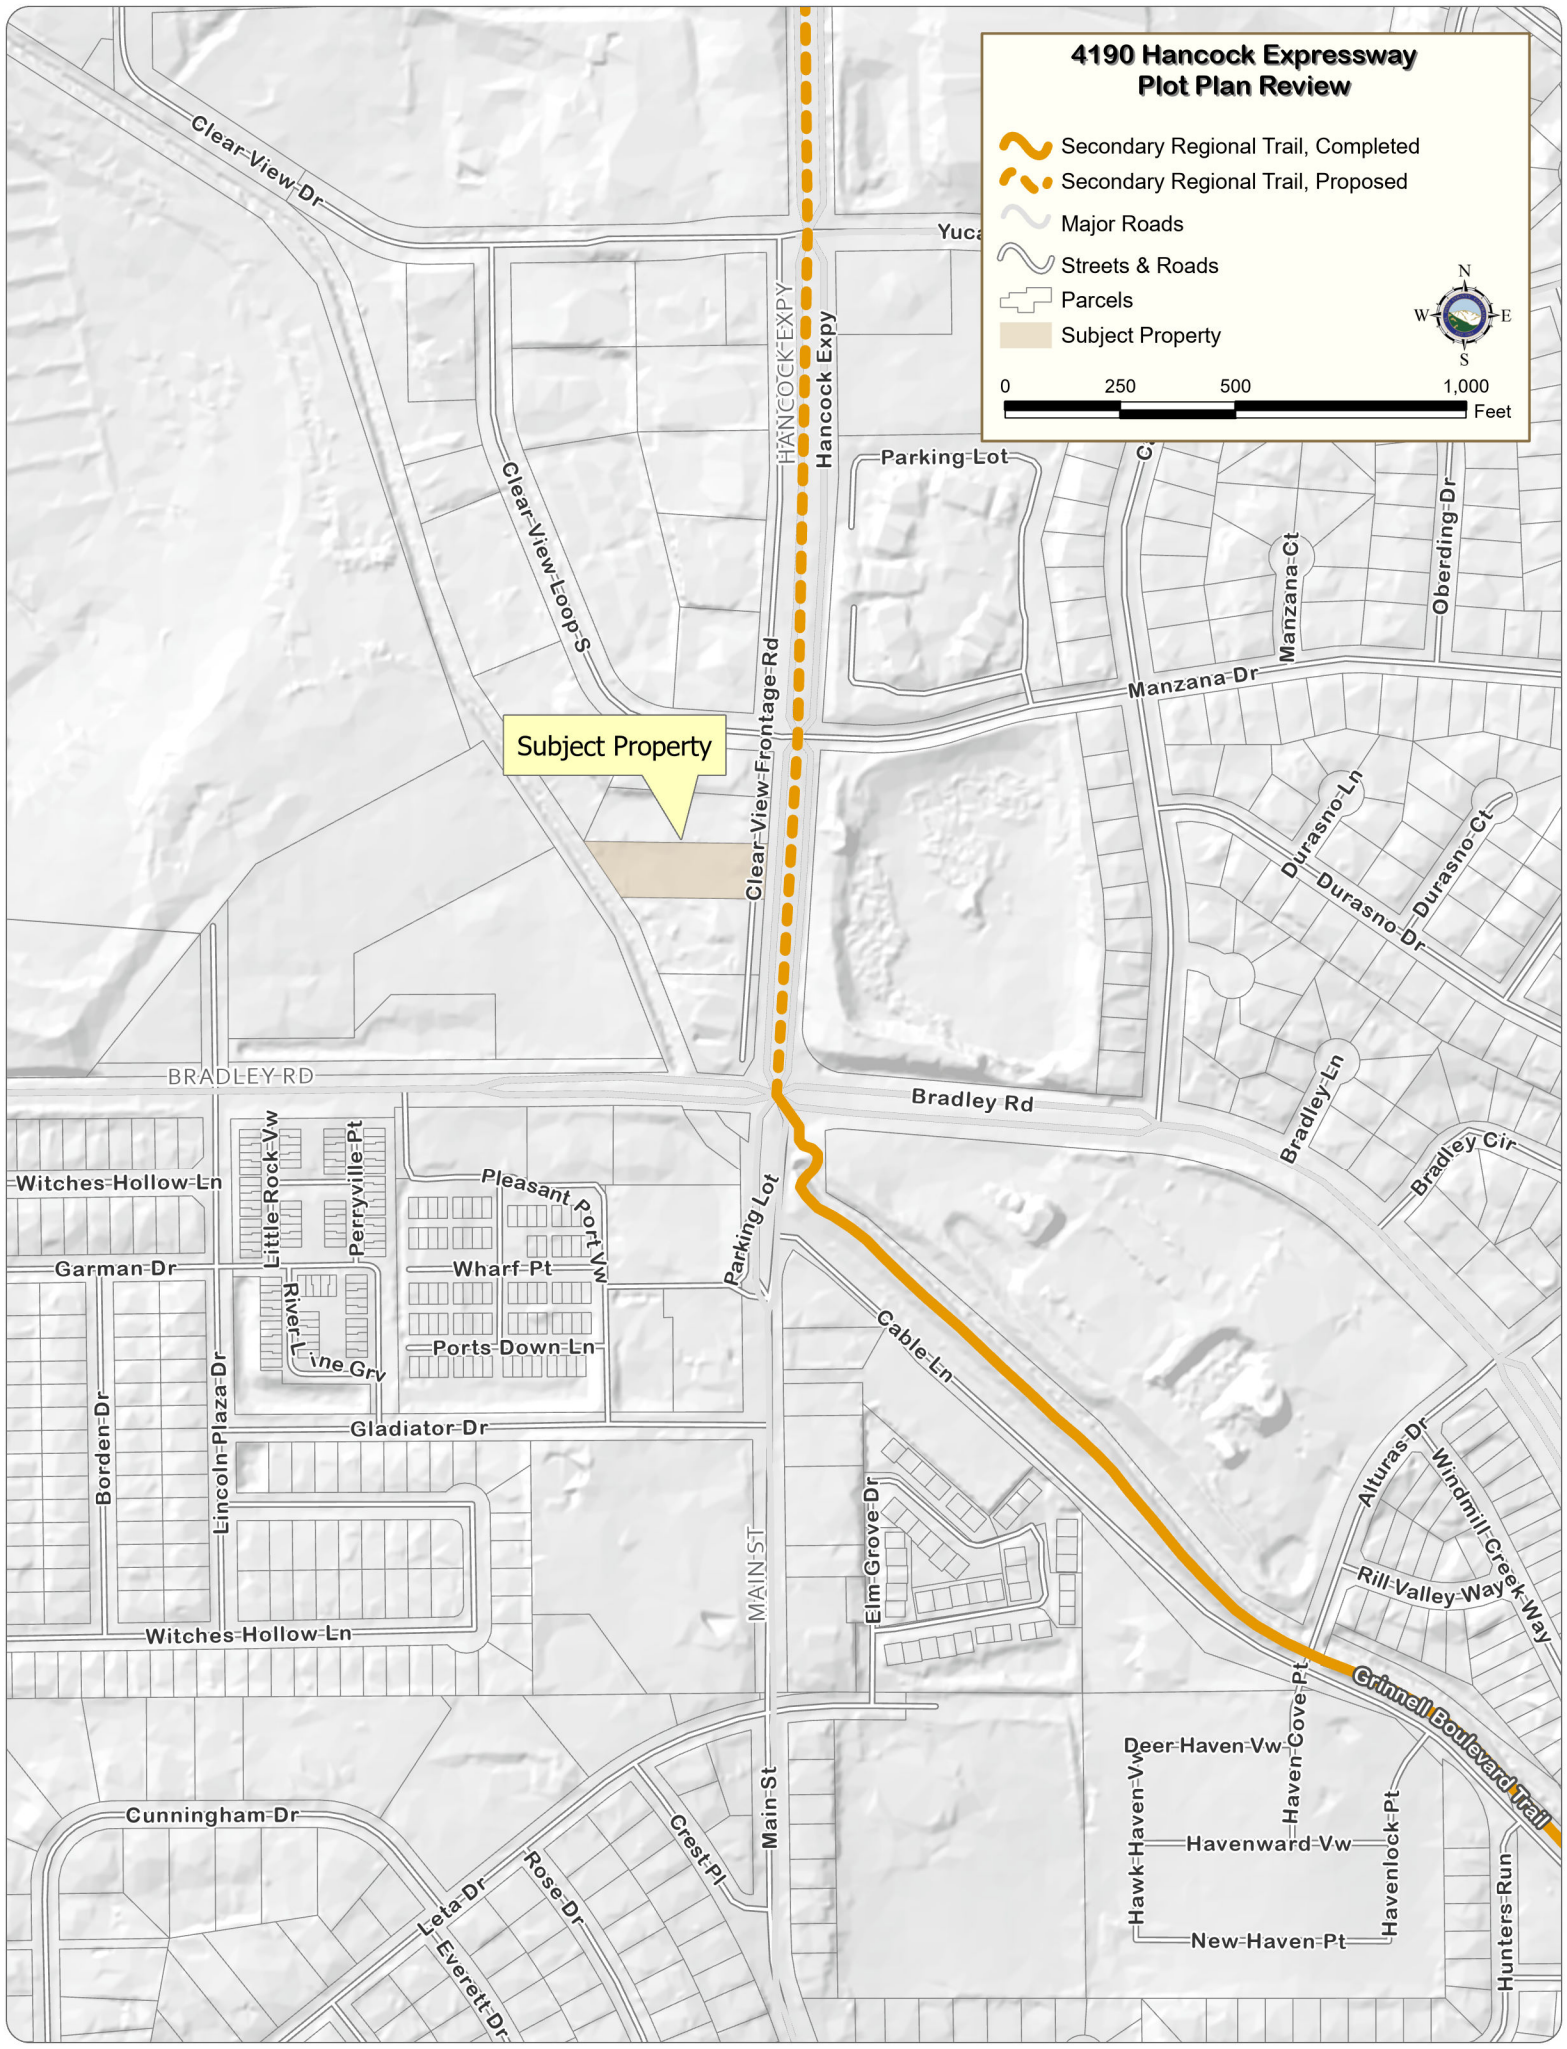 4190 Hancock Expressway
Plot Plan Review
Secondary Regional Trail, Completed
Secondary Regional Trail, Proposed
Major Roads
Streets & Roads
Parcels
Subject Property
N
W
E
S
0 250 500 1,000
Feet
Clear View Dr
HANCOCK EXPY
Hancock Expy
Parking Lot
Clear View Loop S
Manzana Ct
Oberding Dr
Manzana Dr
Clear View Frontage Rd
Subject Property
Durasno Ln
Durasno Ct
Durasno Dr
BRADLEY RD
Bradley Rd
Bradley Ln
Bradley Cir
Witches Hollow Ln
Little Rock Vw
Perryville Pt
Pleasant Port Vw
Parking Lot
Garman Dr
Wharf Pt
River Line Grv
Ports Down Ln
Cable Ln
Borden Dr
Lincoln Plaza Dr
Gladiator Dr
Alturas Dr
Windmill Creek Way
Elm Grove Dr
MAIN ST
Rill Valley Way
Witches Hollow Ln
Grinnell Boulevard Trail
Haven Cove Pt
Deer Haven Vw
Hawk Haven Vw
Havenward Vw
Havenlock Pt
New Haven Pt
Hunters Run
Cunningham Dr
Main St
Crest Pl
Rose Dr
Leta Dr
Everett Dr